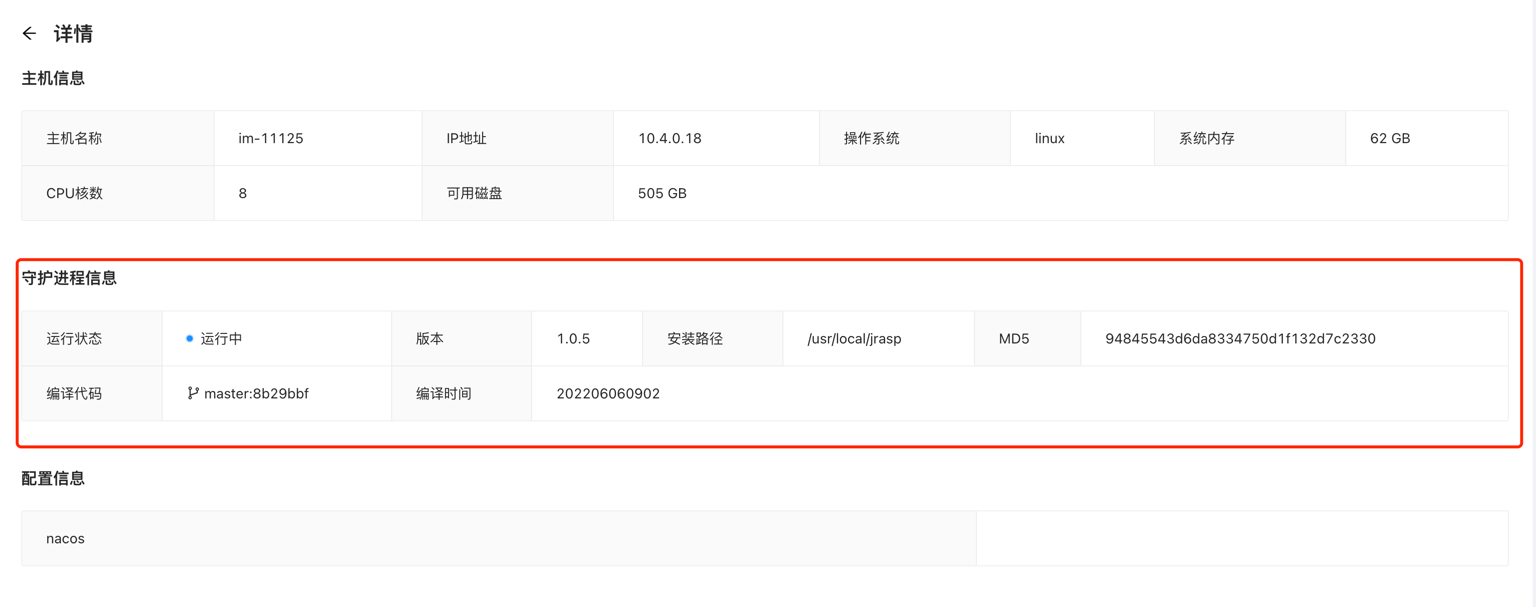 详情
主机信息
主机名称 im-11125 IP地址 10.4.0.18 操作系统 linux 系统内存 62 GB
CPU核数 8 可用磁盘 505 GB
守护进程信息
运行状态 运行中 版本 1.0.5 安装路径 /usr/local/jrasp MD5 94845543d6da8334750d1f132d7c2330
编译代码 master:8b29bbf 编译时间 202206060902
配置信息
nacos